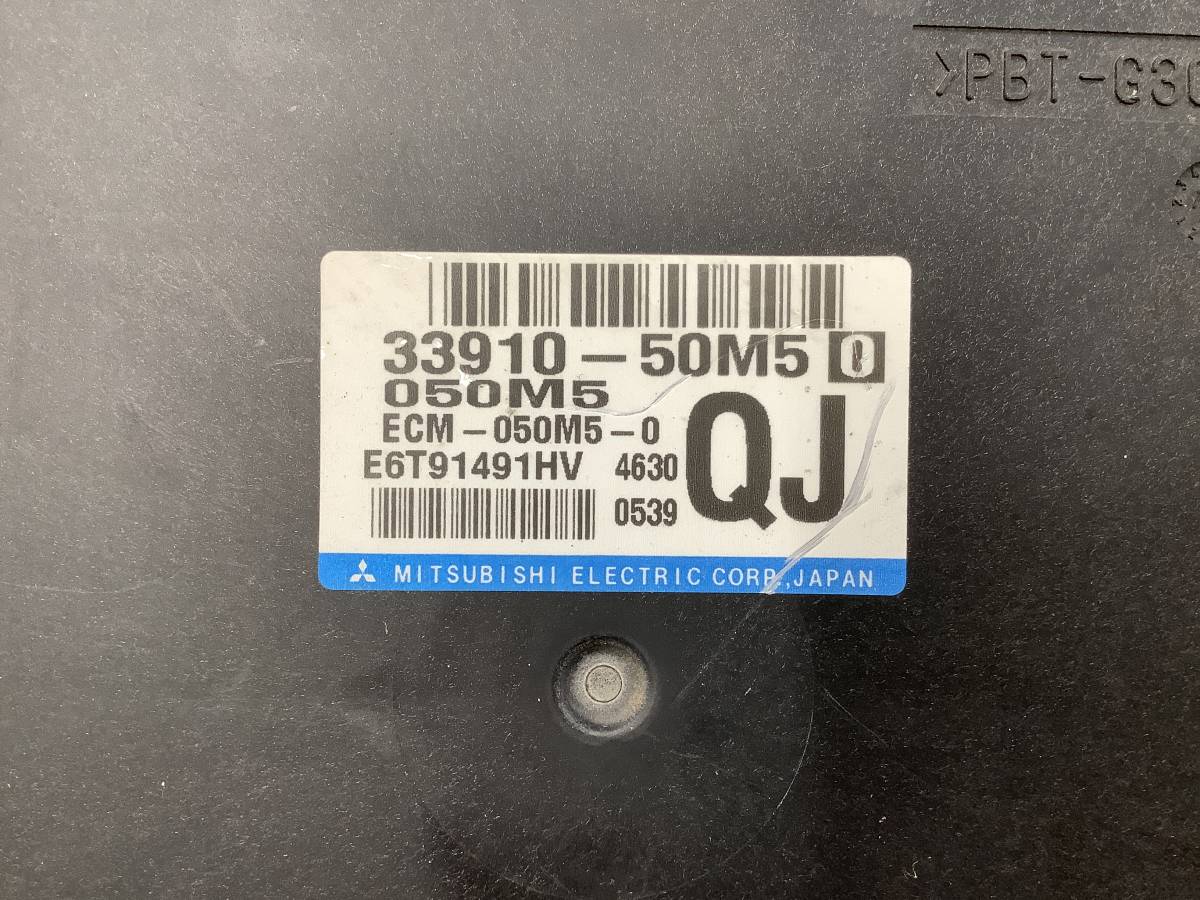 >PBT-G30
33910-50M5 0
050M5
ECM-050M5-0
E6T91491HV 4630
0539
QJ
MITSUBISHI ELECTRIC CORP.,JAPAN